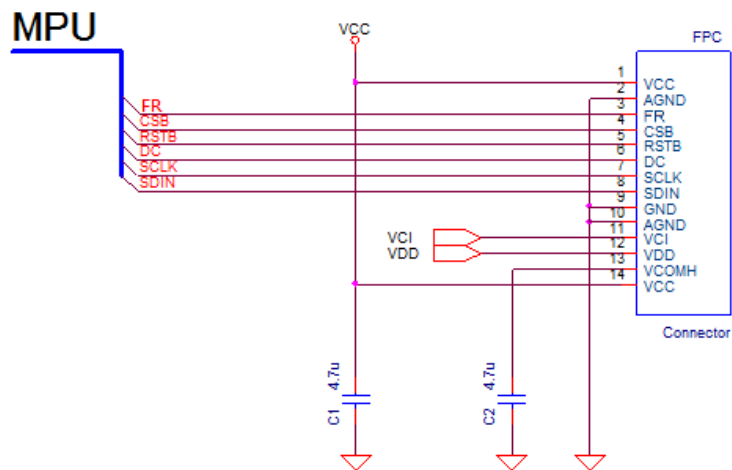 MPU
VCC
FPC
FR
CSB
RSTB
DC
SCLK
SDIN
1 VCC
2 AGND
3 FR
4 CSB
5 RSTB
6 DC
7 SCLK
8 SDIN
9 GND
10 AGND
11 VCI
12 VDD
13 VCOMH
14 VCC
VCI
VDD
Connector
C1 4.7u
C2 4.7u